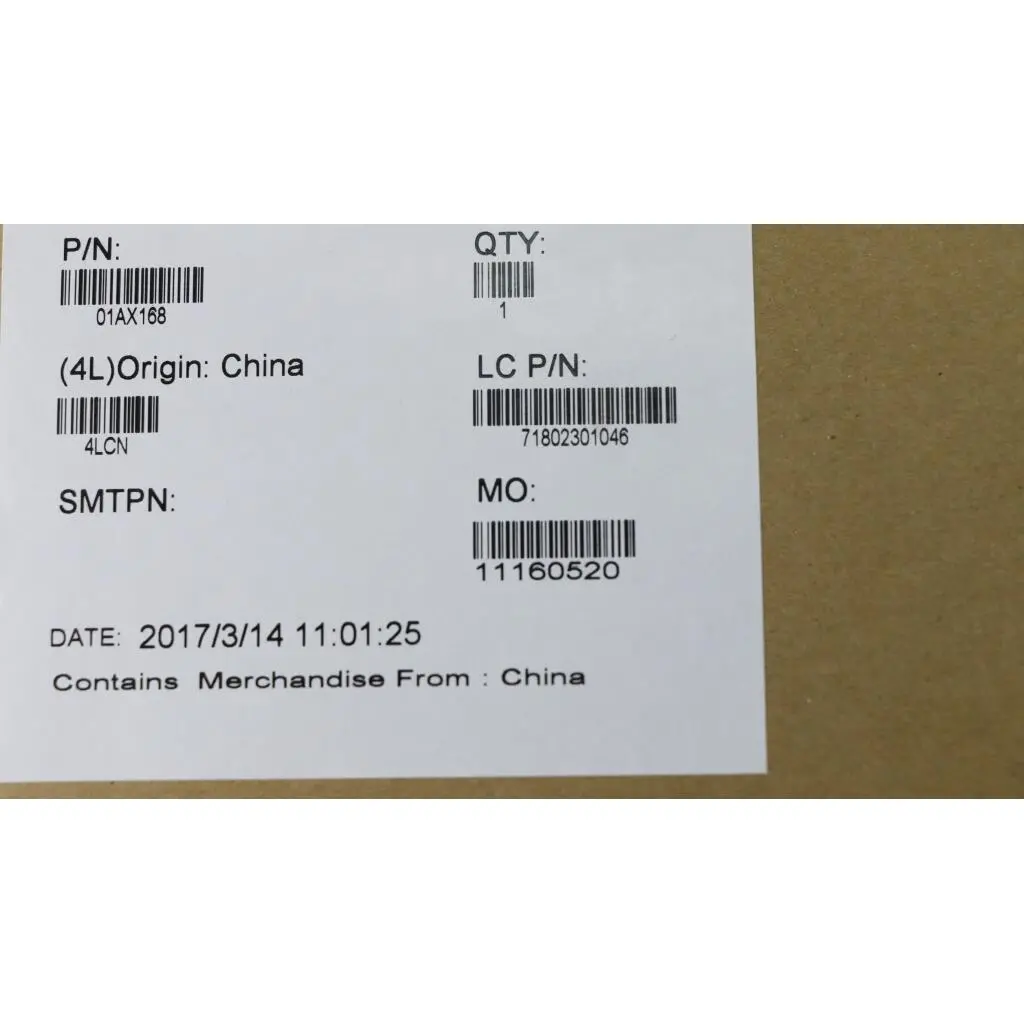 P/N:
QTY:
01AX168
1
(4L)Origin: China
LC P/N:
4LCN
71802301046
SMTPN:
MO:
11160520
DATE: 2017/3/14 11:01:25
Contains Merchandise From : China